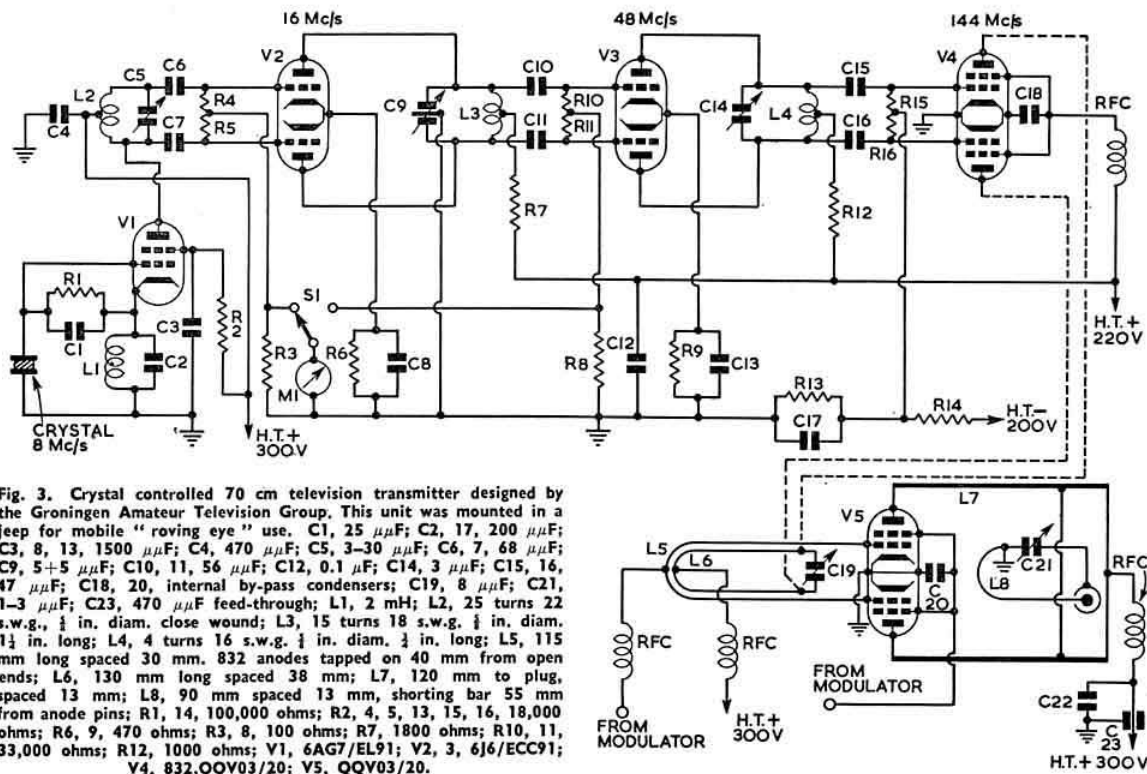 16 Mc/s
48 Mc/s
144 Mc/s
V2
V3
V4
C6
C5
L2
C4
R4
R5
C7
C9
L3
C10
R10
R11
C11
C14
L4
C15
R15
C16
R16
C18
RFC
R7
R12
V1
R1
C1
L1
C2
C3
R2
S1
R3
M1
R6
C8
R8
C12
R9
C13
R13
C17
R14
H.T.+
220V
H.T.−
200V
CRYSTAL
8 Mc/s
H.T.+
300V
Fig. 3. Crystal controlled 70 cm television transmitter designed by
the Groningen Amateur Television Group. This unit was mounted in a
jeep for mobile “ roving eye ” use. C1, 25 μμF; C2, 17, 200 μμF;
C3, 8, 13, 1500 μμF; C4, 470 μμF; C5, 3–30 μμF; C6, 7, 68 μμF;
C9, 5+5 μμF; C10, 11, 56 μμF; C12, 0.1 μF; C14, 3 μμF; C15, 16,
47 μμF; C18, 20, internal by-pass condensers; C19, 8 μμF; C21,
1–3 μμF; C23, 470 μμF feed-through; L1, 2 mH; L2, 25 turns 22
s.w.g., in. diam. close wound; L3, 15 turns 18 s.w.g. in. diam.
1½ in. long; L4, 4 turns 16 s.w.g. in. diam. in. long; L5, 115
mm long spaced 30 mm. 832 anodes tapped on 40 mm from open
ends; L6, 130 mm long spaced 38 mm; L7, 120 mm to plug,
spaced 13 mm; L8, 90 mm spaced 13 mm, shorting bar 55 mm
from anode pins; R1, 14, 100,000 ohms; R2, 4, 5, 13, 15, 16, 18,000
ohms; R6, 9, 470 ohms; R3, 8, 100 ohms; R7, 1800 ohms; R10, 11,
33,000 ohms; R12, 1000 ohms; V1, 6AG7/EL91; V2, 3, 6J6/ECC91;
V4, 832,QQV03/20; V5, QQV03/20.
L5
L6
C19
V5
C20
L7
L8
C21
RFC
RFC
RFC
FROM
MODULATOR
H.T.+
300V
FROM
MODULATOR
C22
C23
H.T.+ 300V